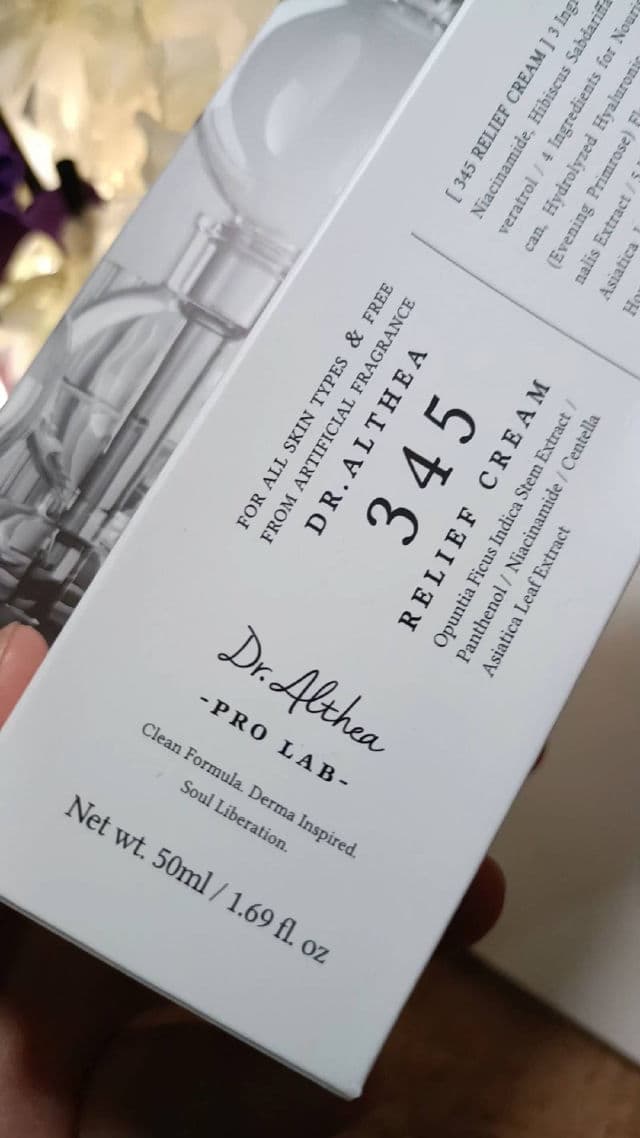 FOR ALL SKIN TYPES & FREE
FROM ARTIFICIAL FRAGRANCE
DR.ALTHEA
345
RELIEF CREAM
Opuntia Ficus Indica Stem Extract /
Panthenol / Niacinamide / Centella
Asiatica Leaf Extract
Dr.Althea
-PRO LAB-
Clean Formula. Derma Inspired.
Soul Liberation.
Net wt. 50ml / 1.69 fl. oz
[ 345 RELIEF CREAM ] 3
Niacinamide, Hibiscus Sabdariffa
veratrol / 4 Ingredients for
can, Hydrolyzed Hyaluronic
(Evening Primrose)
nalis Extract / 5
Asiatica